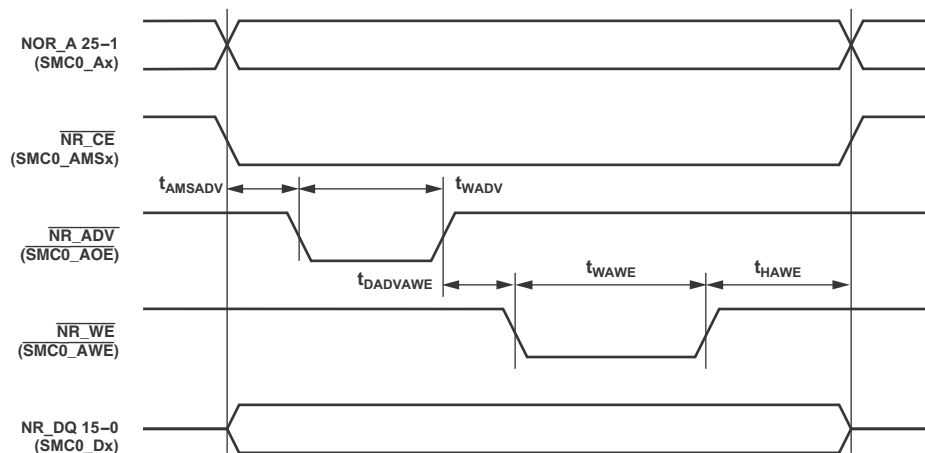 NOR_A 25–1
(SMC0_Ax)
NR_CE
(SMC0_AMSx)
tAMSADV
tWADV
NR_ADV
(SMC0_AOE)
tDADVAWE
tWAWE
tHAWE
NR_WE
(SMC0_AWE)
NR_DQ 15–0
(SMC0_Dx)